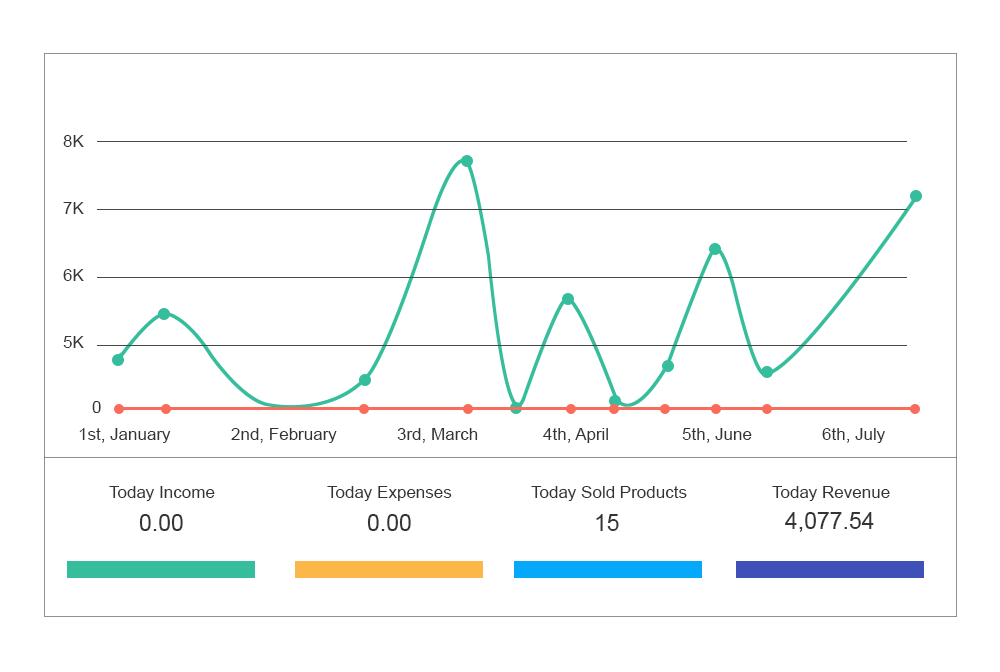 8K
7K
6K
5K
0
1st, January 2nd, February 3rd, March 4th, April 5th, June 6th, July
Today Income Today Expenses Today Sold Products Today Revenue
0.00 0.00 15 4,077.54